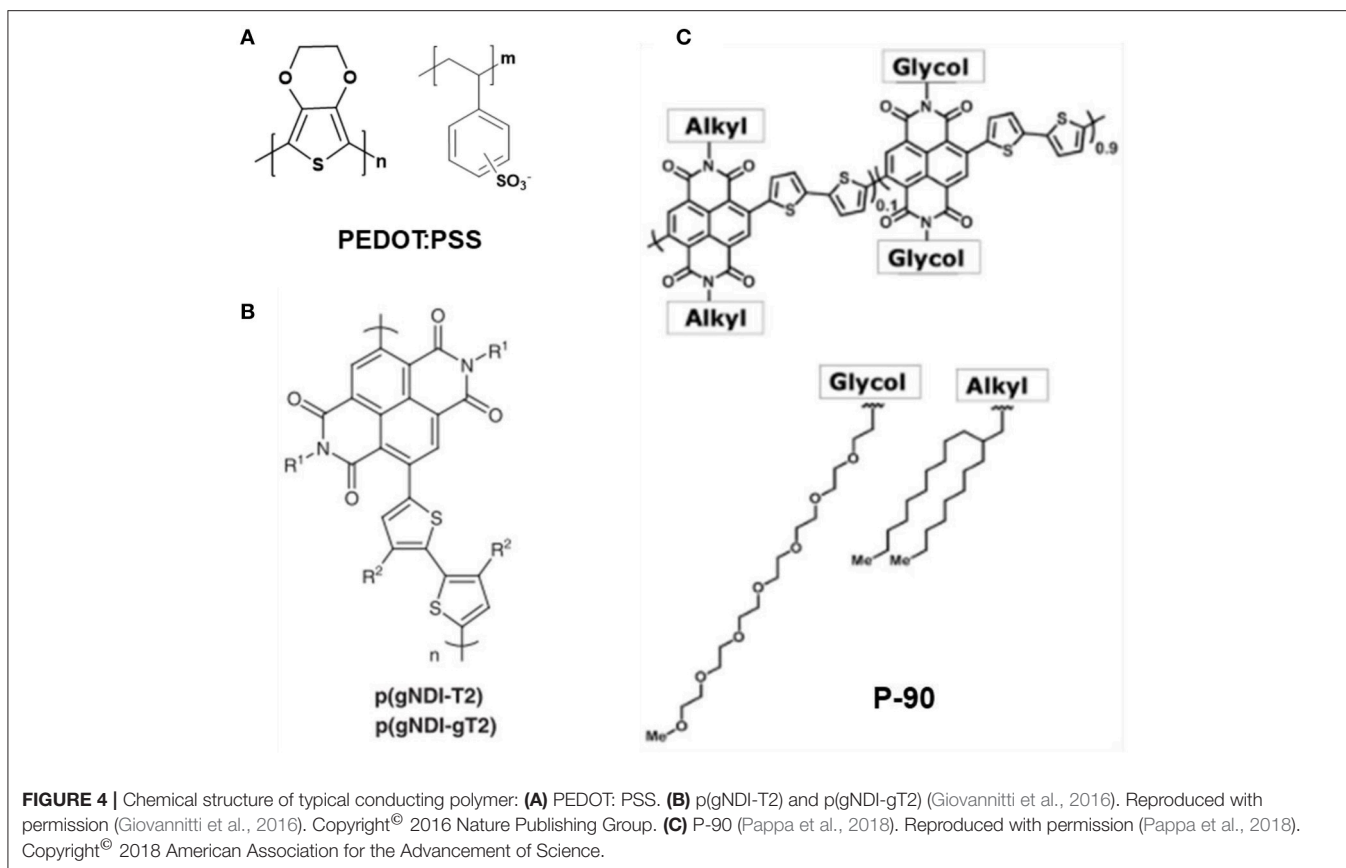 A
O O
S
n
m
SO₃⁻
PEDOT:PSS
B
O O
N R¹
O
O
R¹ N
O
S
R² R²
S
n
p(gNDI-T2)
p(gNDI-gT2)
C
Glycol
O N O
S
S
0.9
Alkyl
O N O
S
S
0.1
O N O
Glycol
O N O
Alkyl
Glycol Alkyl
O
O
O
O
O
O
Me O
Me Me
P-90
FIGURE 4 | Chemical structure of typical conducting polymer: (A) PEDOT: PSS. (B) p(gNDI-T2) and p(gNDI-gT2) (Giovannitti et al., 2016). Reproduced with
permission (Giovannitti et al., 2016). Copyright© 2016 Nature Publishing Group. (C) P-90 (Pappa et al., 2018). Reproduced with permission (Pappa et al., 2018).
Copyright© 2018 American Association for the Advancement of Science.